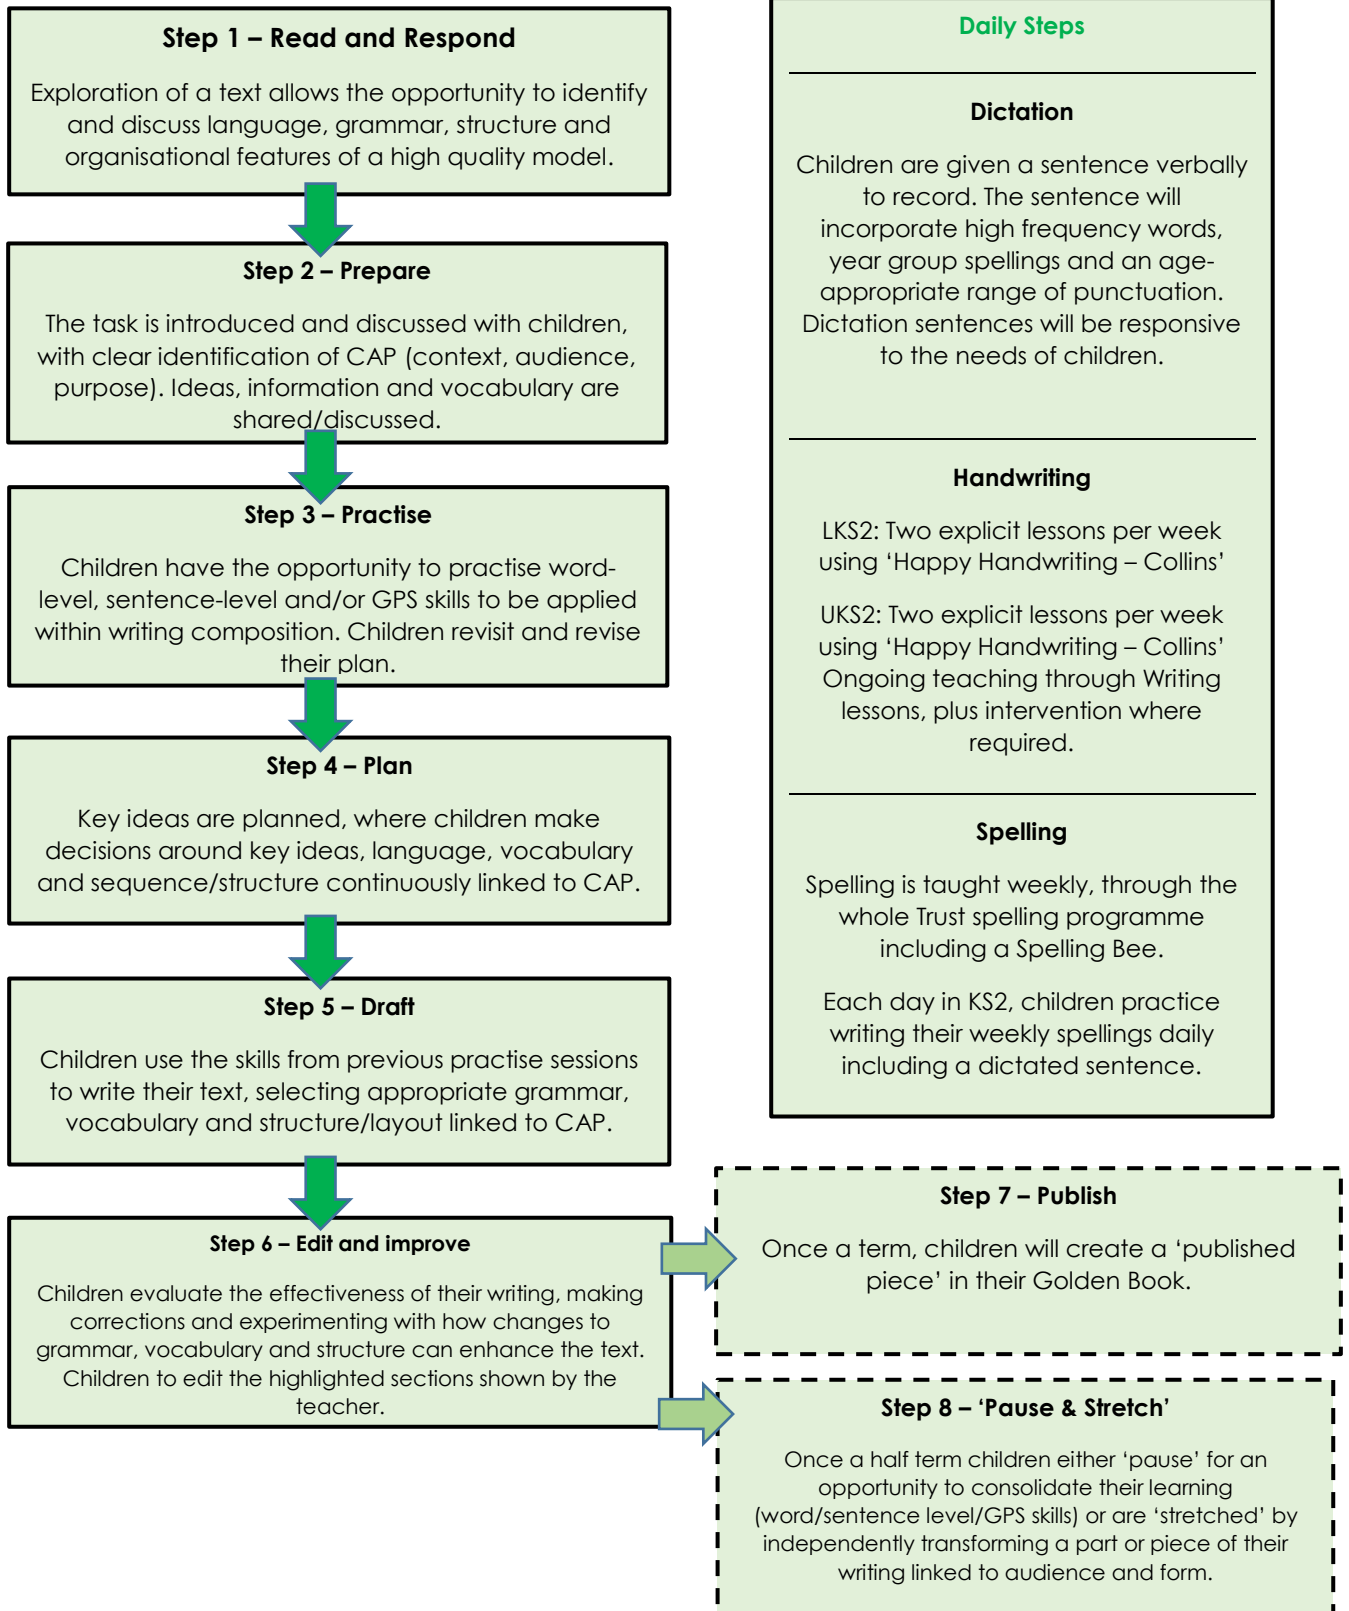 Step 1 – Read and Respond
Exploration of a text allows the opportunity to identify
and discuss language, grammar, structure and
organisational features of a high quality model.
Step 2 – Prepare
The task is introduced and discussed with children,
with clear identification of CAP (context, audience,
purpose). Ideas, information and vocabulary are
shared/discussed.
Step 3 – Practise
Children have the opportunity to practise word-
level, sentence-level and/or GPS skills to be applied
within writing composition. Children revisit and revise
their plan.
Step 4 – Plan
Key ideas are planned, where children make
decisions around key ideas, language, vocabulary
and sequence/structure continuously linked to CAP.
Step 5 – Draft
Children use the skills from previous practise sessions
to write their text, selecting appropriate grammar,
vocabulary and structure/layout linked to CAP.
Step 6 – Edit and improve
Children evaluate the effectiveness of their writing, making
corrections and experimenting with how changes to
grammar, vocabulary and structure can enhance the text.
Children to edit the highlighted sections shown by the
teacher.
Daily Steps
Dictation
Children are given a sentence verbally
to record. The sentence will
incorporate high frequency words,
year group spellings and an age-
appropriate range of punctuation.
Dictation sentences will be responsive
to the needs of children.
Handwriting
LKS2: Two explicit lessons per week
using ‘Happy Handwriting – Collins’
UKS2: Two explicit lessons per week
using ‘Happy Handwriting – Collins’
Ongoing teaching through Writing
lessons, plus intervention where
required.
Spelling
Spelling is taught weekly, through the
whole Trust spelling programme
including a Spelling Bee.
Each day in KS2, children practice
writing their weekly spellings daily
including a dictated sentence.
Step 7 – Publish
Once a term, children will create a ‘published
piece’ in their Golden Book.
Step 8 – ‘Pause & Stretch’
Once a half term children either ‘pause’ for an
opportunity to consolidate their learning
(word/sentence level/GPS skills) or are ‘stretched’ by
independently transforming a part or piece of their
writing linked to audience and form.